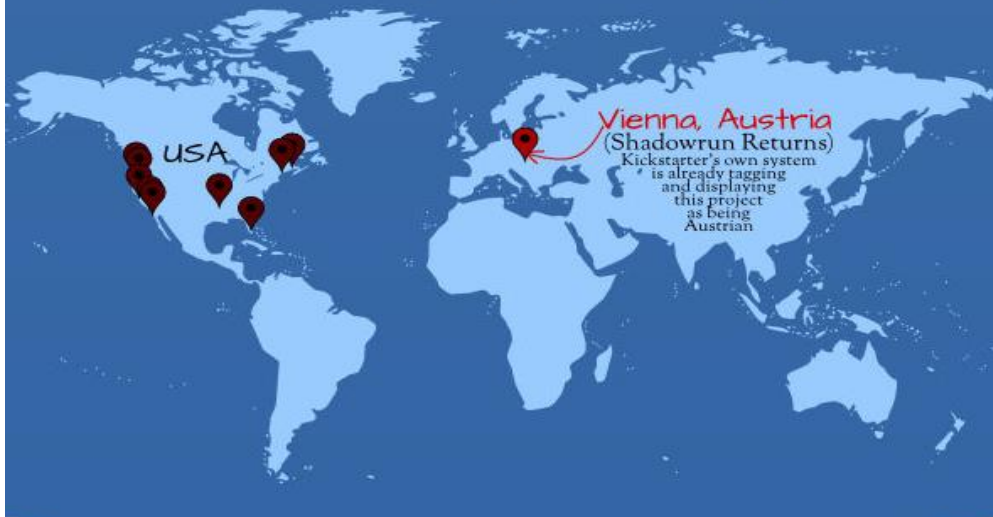 USA
Vienna, Austria
(Shadowrun Returns)
Kickstarter's own system
is already tagging
and displaying
this project
as being
Austrian